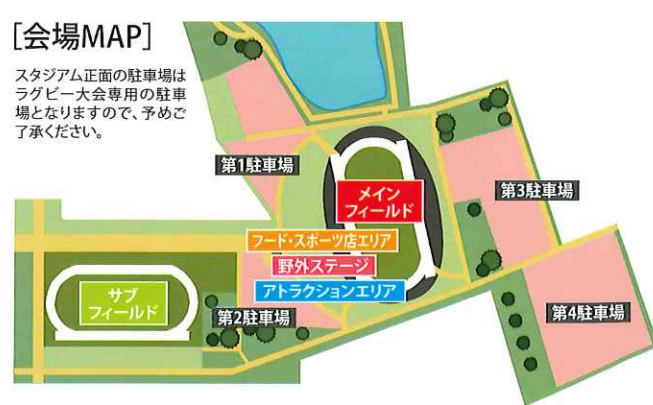 [会場MAP]
スタジアム正面の駐車場は
ラグビー大会専用の駐車
場となりますので、予めご
了承ください。
第1駐車場
メイン
フィールド
第3駐車場
フード・スポーツ店エリア
野外ステージ
アトラクションエリア
サブ
フィールド
第2駐車場
第4駐車場